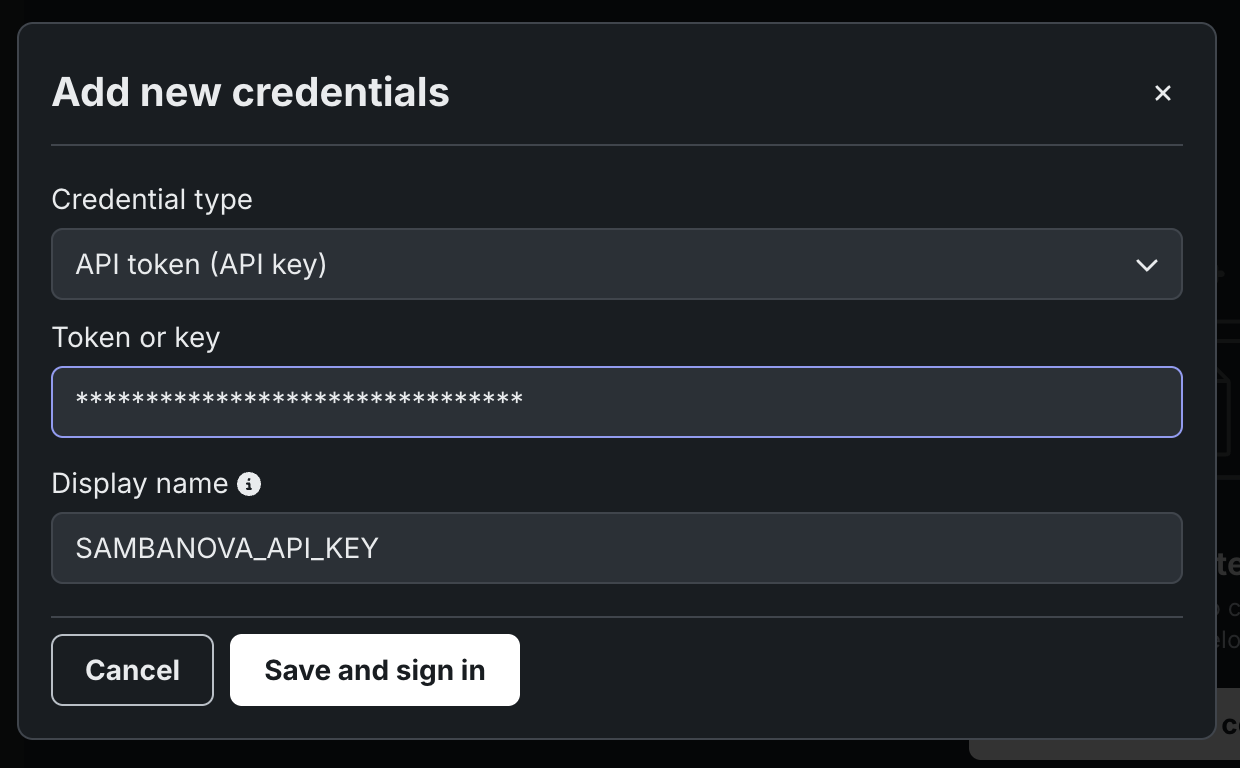 Add new credentials
Credential type
API token (API key)
Token or key
********************************
Display name
SAMBANOVA_API_KEY
Cancel
Save and sign in